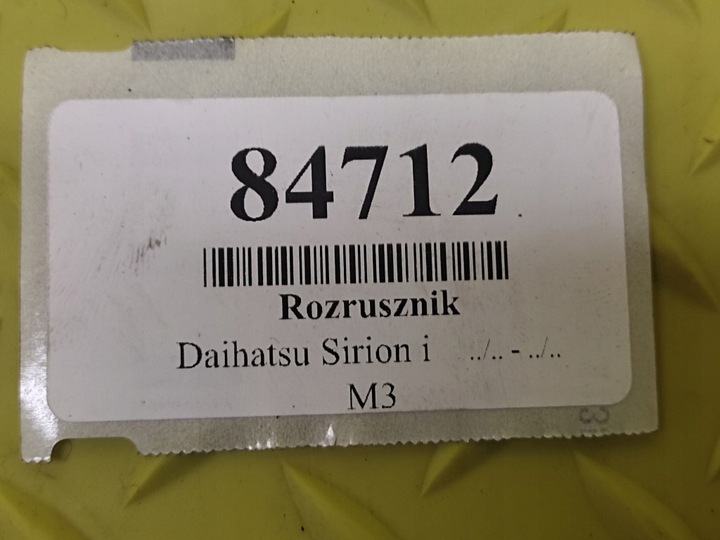 84712
Rozrusznik
Daihatsu Sirion i ../.. - ../..
M3